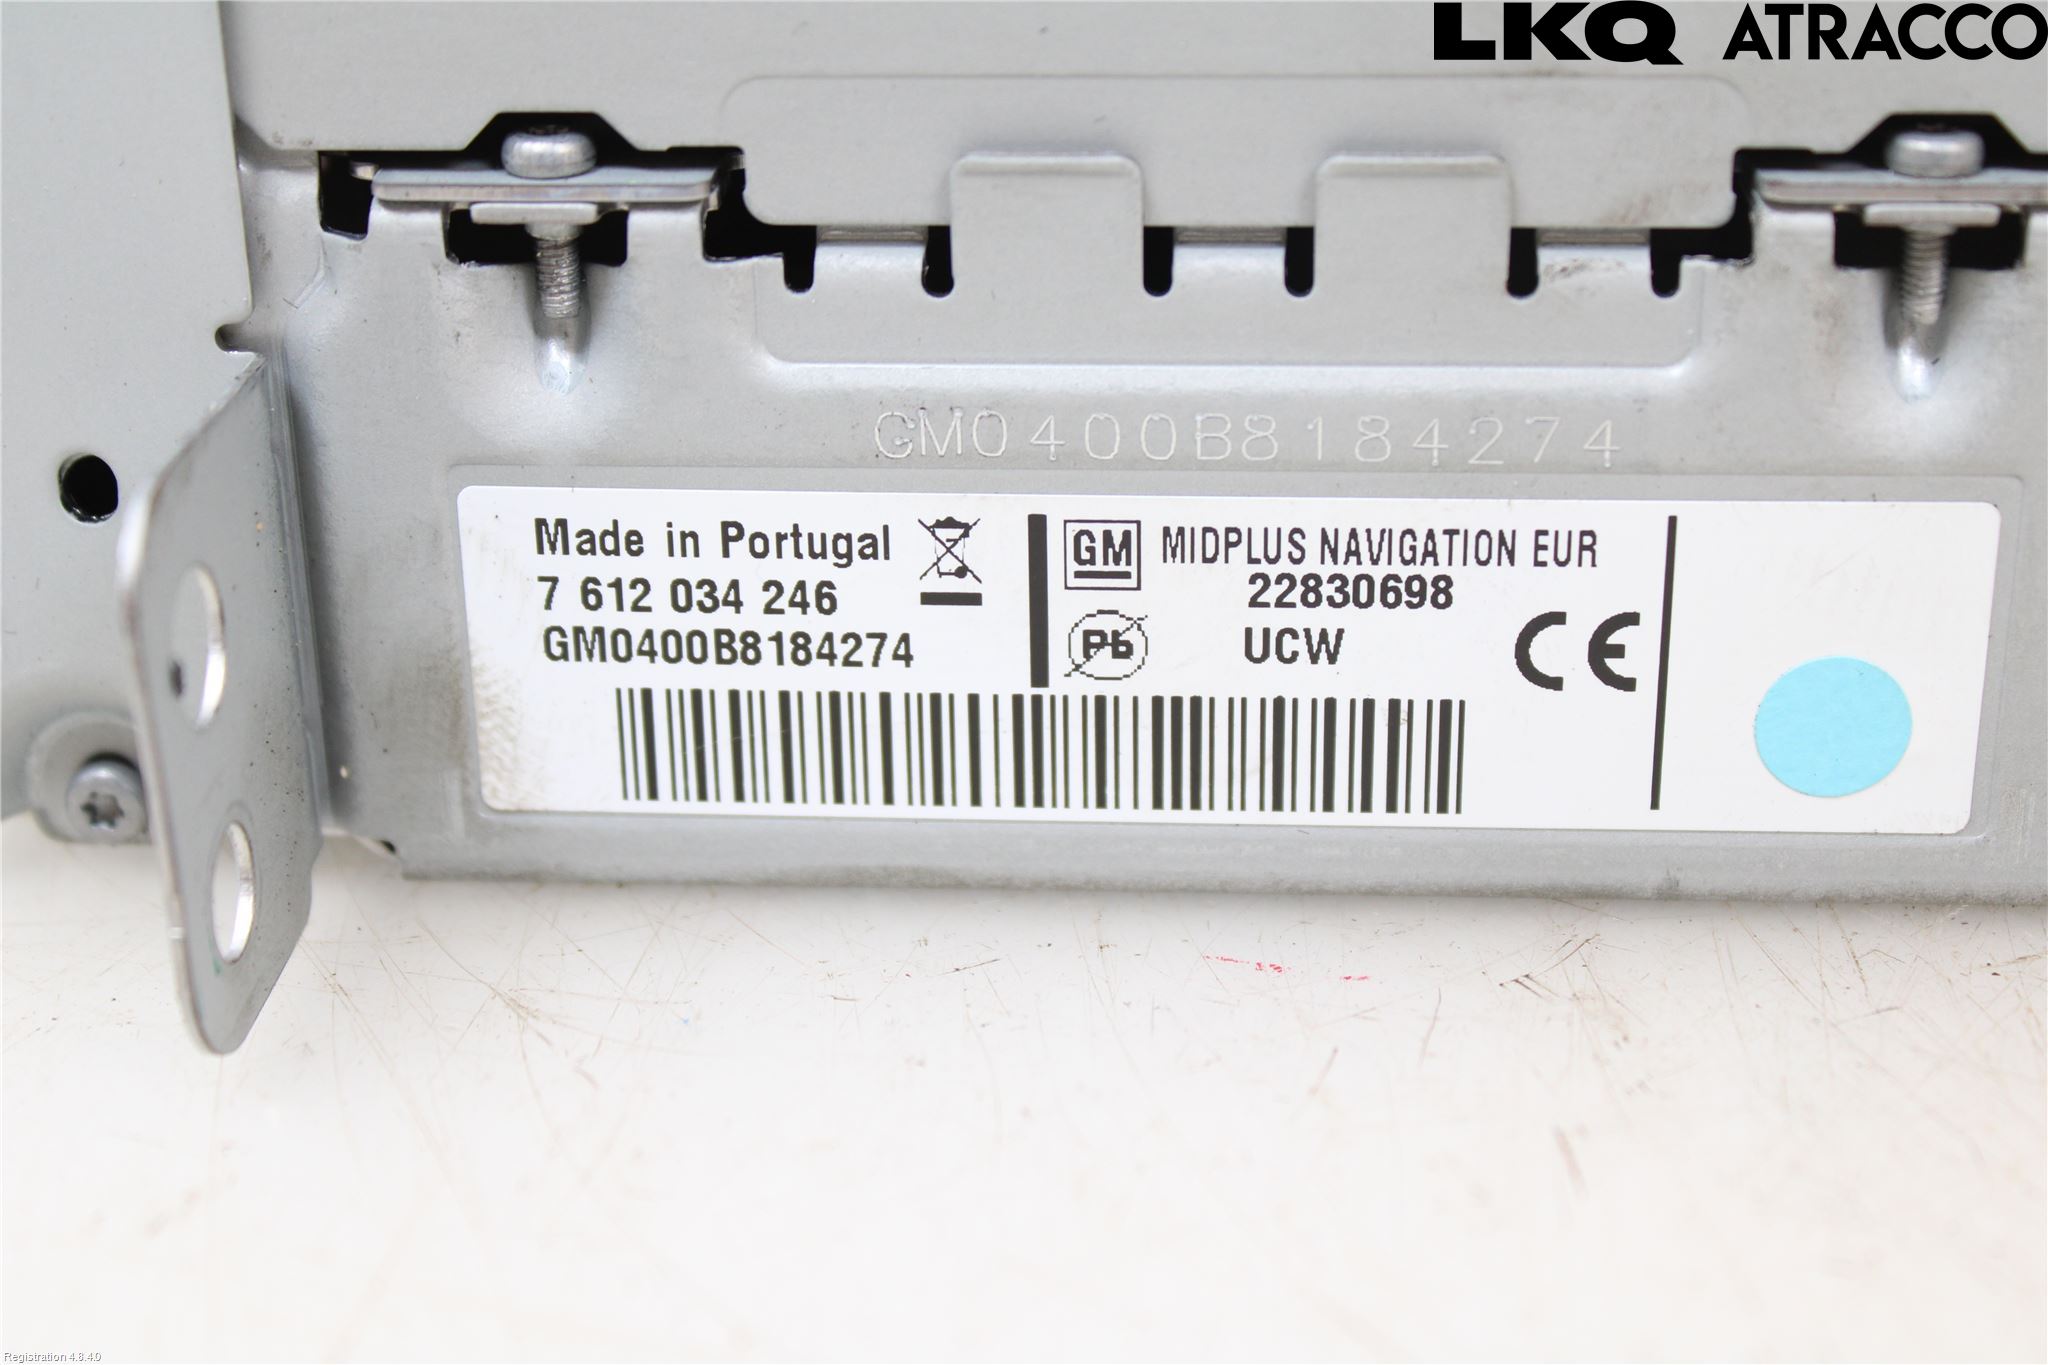 LKQ ATRACCO
GM0400B8184274
Made in Portugal
7 612 034 246
GM0400B8184274
GM
MIDPLUS NAVIGATION EUR
22830698
Pb
UCW
CE
Registration 4.8.4.0